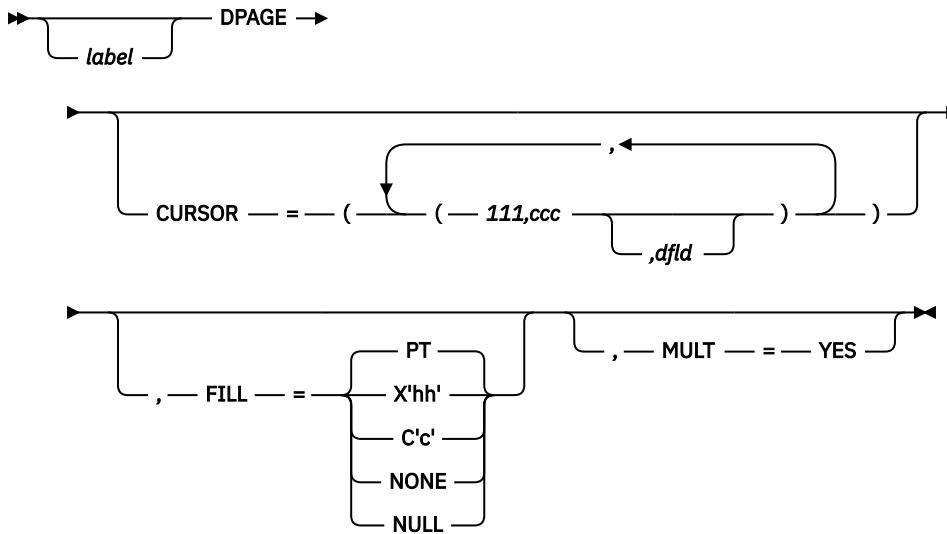 DPAGE
label
,
CURSOR = ( ( 111,ccc ) )
,dfld
PT
, MULT = YES
, FILL = X'hh'
C'c'
NONE
NULL